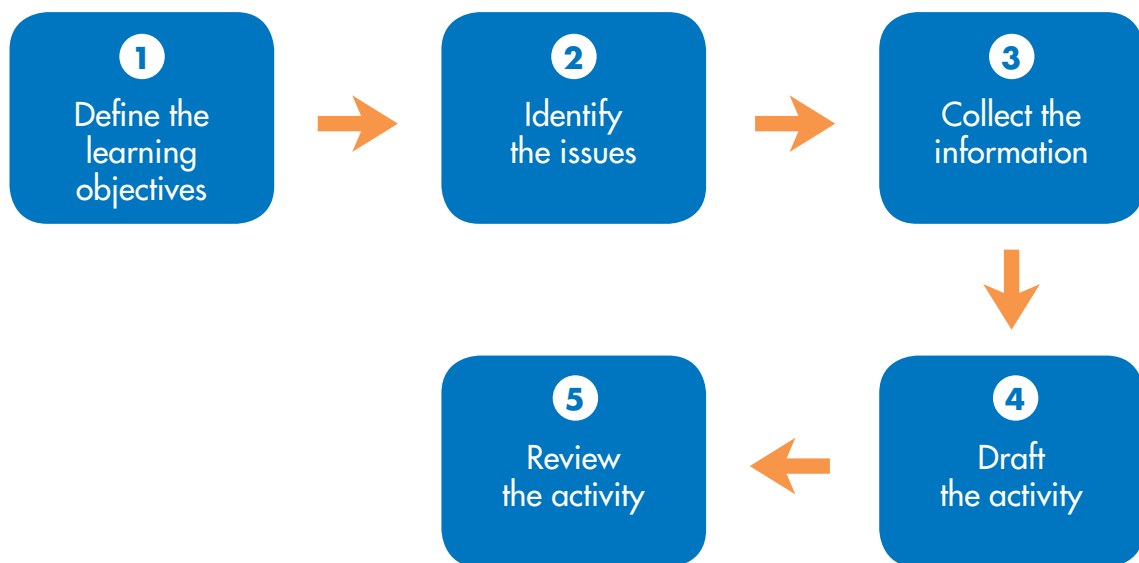 1
Define the
learning
objectives
2
Identify
the issues
3
Collect the
information
4
Draft
the activity
5
Review
the activity